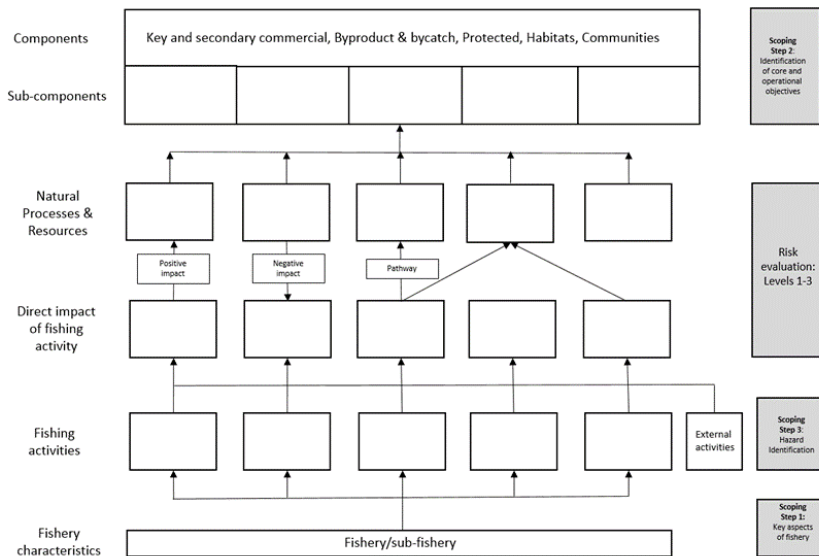 Components
Key and secondary commercial, Byproduct & bycatch, Protected, Habitats, Communities
Scoping
Step 2:
Identification
of core and
operational
objectives
Sub-components
Natural
Processes &
Resources
Positive
impact
Negative
impact
Pathway
Risk
evaluation:
Levels 1-3
Direct impact
of fishing
activity
Fishing
activities
External
activities
Scoping
Step 3:
Hazard
Identification
Fishery
characteristics
Fishery/sub-fishery
Scoping
Step 1:
Key aspects
of fishery